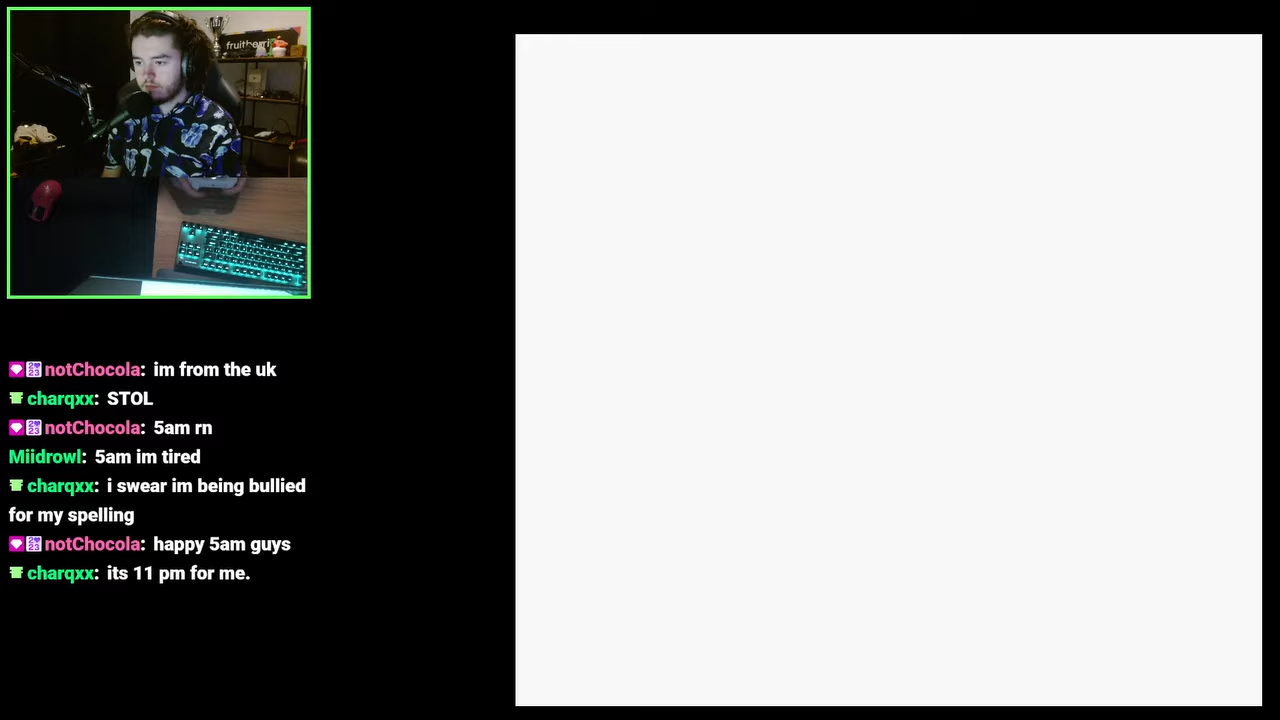 fruitberries
notChocola: im from the uk
charqxx: STOL
notChocola: 5am rn
Miidrowl: 5am im tired
charqxx: i swear im being bullied
for my spelling
notChocola: happy 5am guys
charqxx: its 11 pm for me.